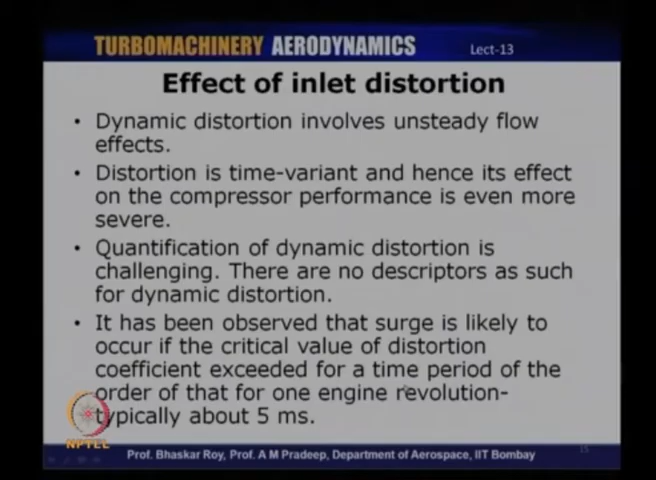 TURBOMACHINERY AERODYNAMICS Lect-13
Effect of inlet distortion
• Dynamic distortion involves unsteady flow
effects.
• Distortion is time-variant and hence its effect
on the compressor performance is even more
severe.
• Quantification of dynamic distortion is
challenging. There are no descriptors as such
for dynamic distortion.
• It has been observed that surge is likely to
occur if the critical value of distortion
coefficient exceeded for a time period of the
order of that for one engine revolution-
typically about 5 ms.
NPTEL
Prof. Bhaskar Roy, Prof. A M Pradeep, Department of Aerospace, IIT Bombay
15